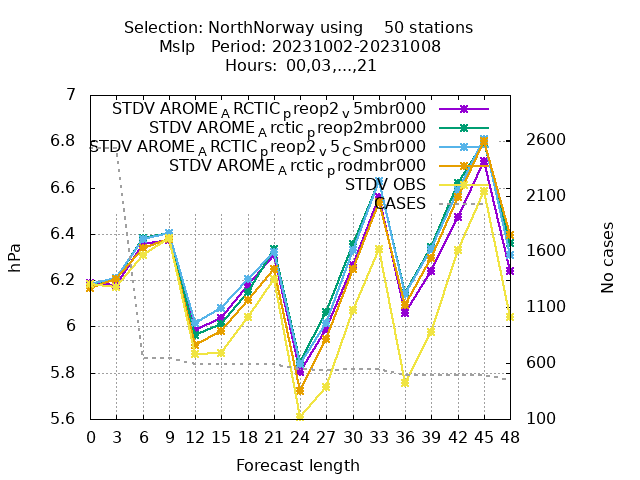 Selection: NorthNorway using 50 stations
Mslp Period: 20231002-20231008
Hours: 00,03,...,21
7
6.8
6.6
6.4
6.2
6
5.8
5.6
hPa
STDV AROME_ARCTIC_preop2_v5mbr000
STDV AROME_Arctic_preop2mbr000
STDV AROME_ARCTIC_preop2_v5_CSmbr000
STDV AROME_Arctic_prodmbr000
STDV OBS
CASES
2600
2100
1600
1100
600
100
No cases
0 3 6 9 12 15 18 21 24 27 30 33 36 39 42 45 48
Forecast length